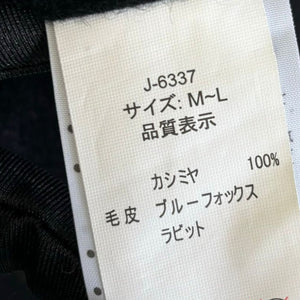 J-6337
サイズ: M~L
品質表示
カシミヤ 100%
毛皮 ブルーフォックス
ラビット